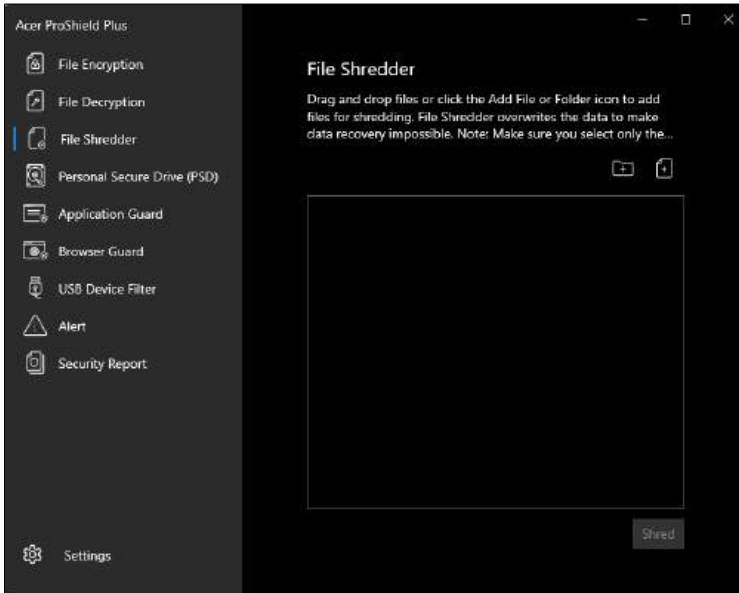 Acer ProShield Plus
File Encryption
File Decryption
File Shredder
Personal Secure Drive (PSD)
Application Guard
Browser Guard
USB Device Filter
Alert
Security Report
Settings
File Shredder
Drag and drop files or click the Add File or Folder icon to add
files for shredding. File Shredder overwrites the data to make
data recovery impossible. Note: Make sure you select only the...
Shred